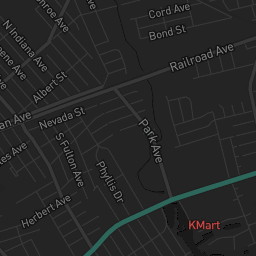 Cord Ave
Bond St
N Indiana Ave
Railroad Ave
Albert St
Nevada St
Park Ave
S Fulton Ave
Phyllis Dr
Herbert Ave
KMart